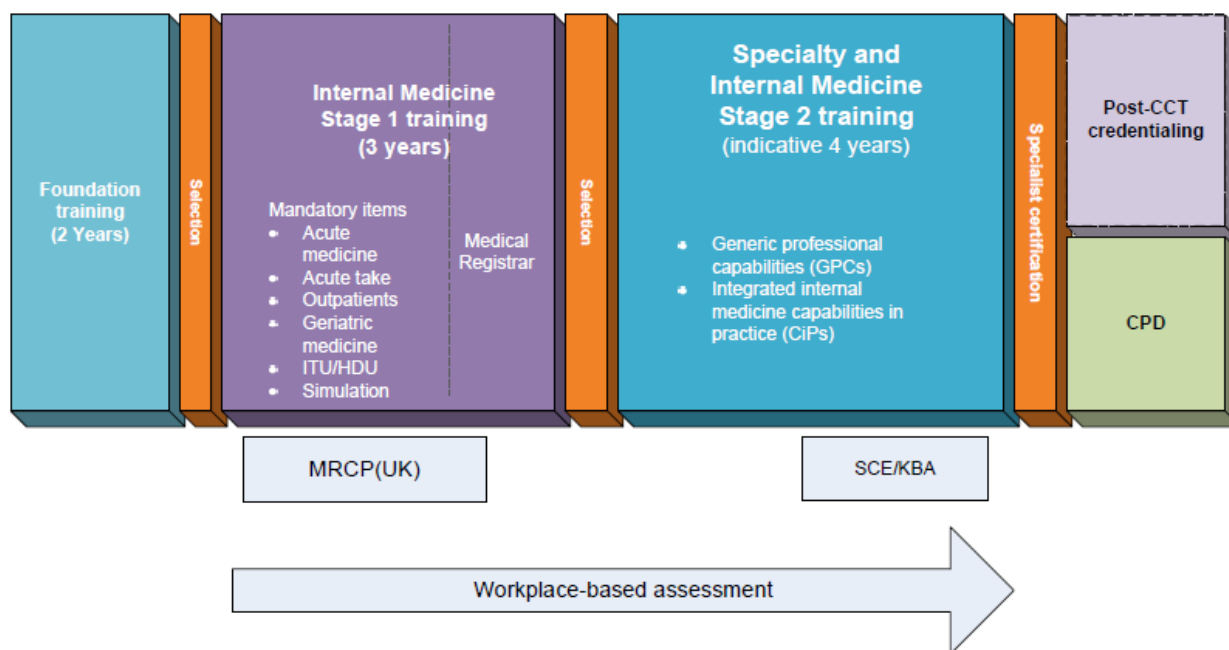 Foundation
training
(2 Years)
Selection
Internal Medicine
Stage 1 training
(3 years)
Mandatory items
Acute
medicine
Acute take
Outpatients
Geriatric
medicine
ITU/HDU
Simulation
Medical
Registrar
Selection
Specialty and
Internal Medicine
Stage 2 training
(indicative 4 years)
Generic professional
capabilities (GPCs)
Integrated internal
medicine capabilities in
practice (CiPs)
Specialist certification
Post-CCT
credentialing
CPD
MRCP(UK)
SCE/KBA
Workplace-based assessment